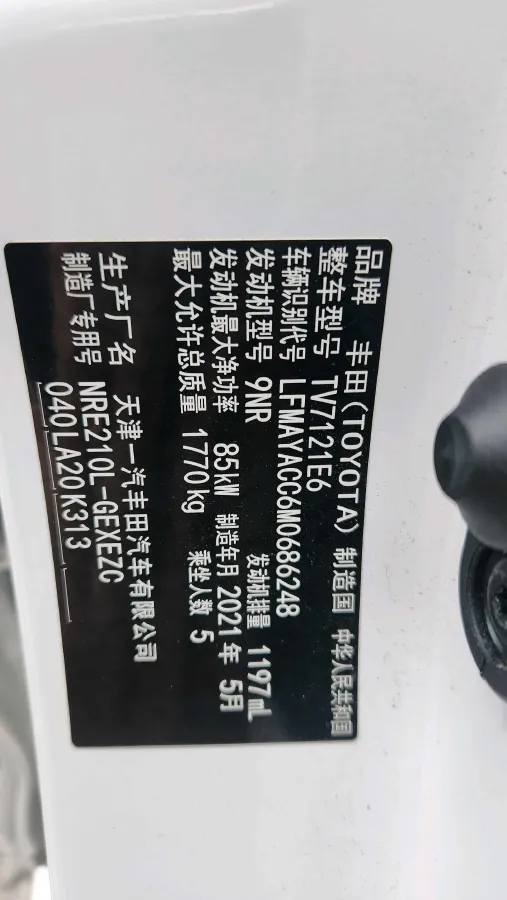 品牌 丰田(TOYOTA) 制造国 中华人民共和国
整车型号 TV7121E6
车辆识别代号 LFMAYACC6M0686248
发动机型号 9NR 发动机排量 1197mL
发动机最大净功率 85kW 制造年月 2021年 5月
最大允许总质量 1770kg 乘坐人数 5
生产厂名 天津一汽丰田汽车有限公司
制造厂专用号 NRE210L-GEXEZC
040LA20K313